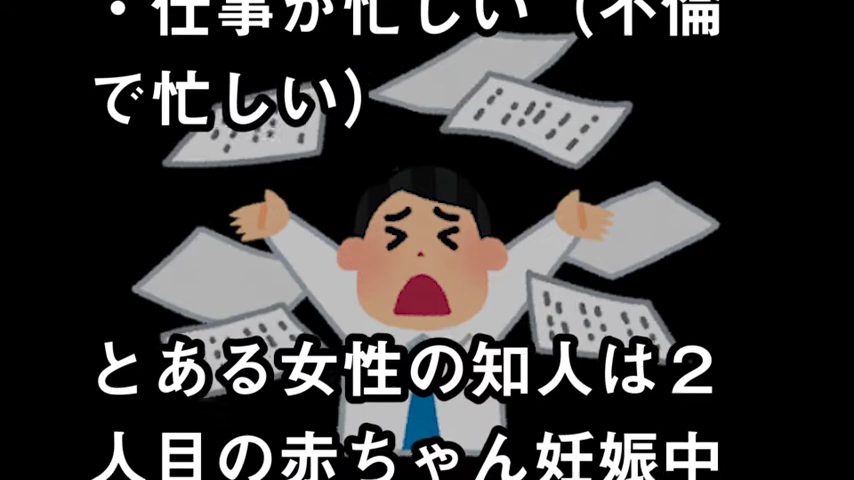 ・仕事が忙しい（不倫
で忙しい）
とある女性の知人は２
人目の赤ちゃん妊娠中